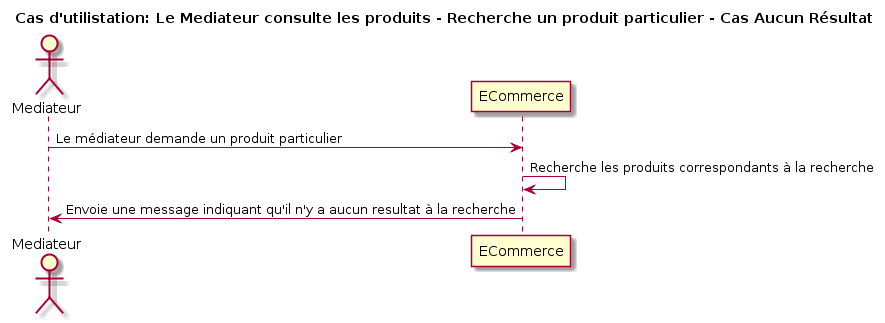 Cas d'utilistation: Le Mediateur consulte les produits - Recherche un produit particulier - Cas Aucun Résultat
Mediateur
ECommerce
Le médiateur demande un produit particulier
Recherche les produits correspondants à la recherche
Envoie une message indiquant qu'il n'y a aucun resultat à la recherche
Mediateur
ECommerce